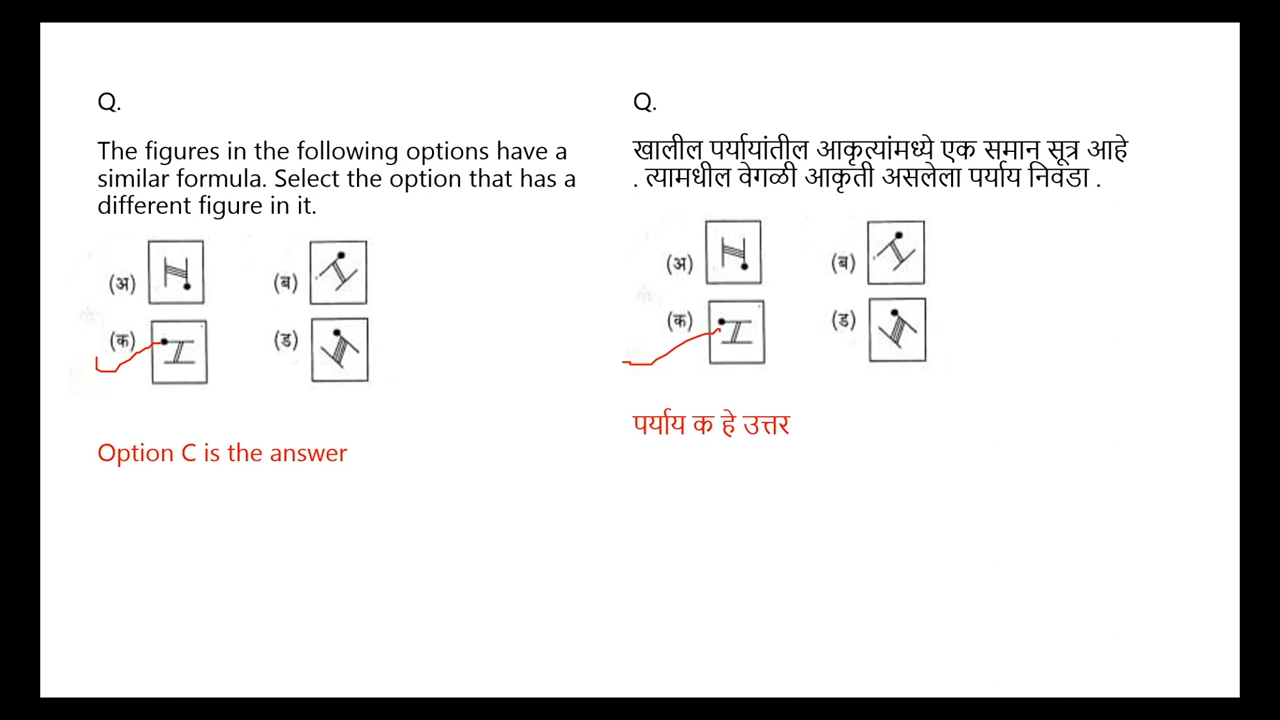 Q.
The figures in the following options have a
similar formula. Select the option that has a
different figure in it.
(अ)
(ब)
(क)
(ड)
Option C is the answer
Q.
खालील पर्यायांतील आकृत्यांमध्ये एक समान सूत्र आहे
. त्यामधील वेगळी आकृती असलेला पर्याय निवडा .
(अ)
(ब)
(क)
(ड)
पर्याय क हे उत्तर